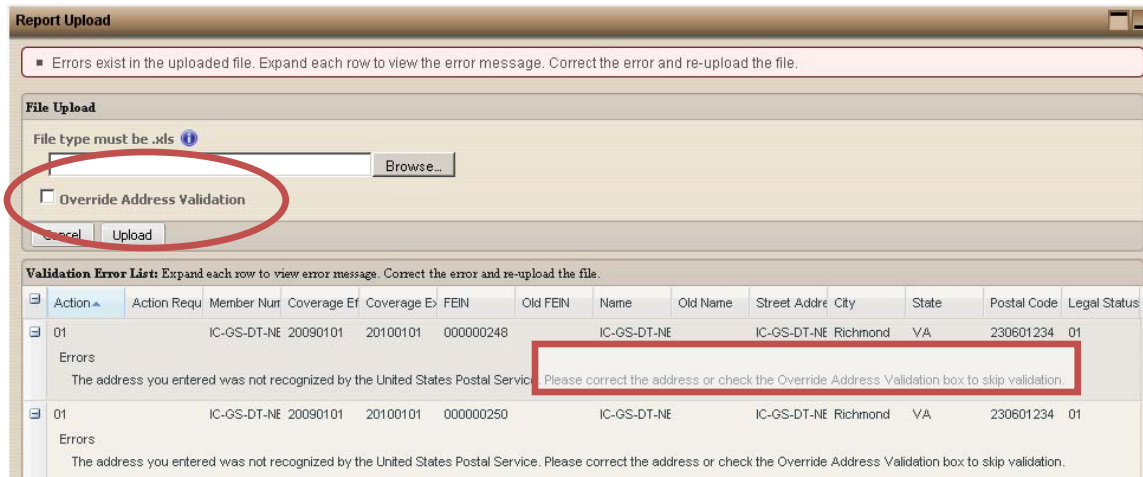 Report Upload
Errors exist in the uploaded file. Expand each row to view the error message. Correct the error and re-upload the file.
File Upload
File type must be .xls
Browse...
Override Address Validation
Cancel Upload
Validation Error List: Expand each row to view error message. Correct the error and re-upload the file.
Action Action Requ Member Num Coverage Ef Coverage Ex FEIN Old FEIN Name Old Name Street Addre City State Postal Code Legal Status
01 IC-GS-DT-NE 20090101 20100101 000000248 IC-GS-DT-NE IC-GS-DT-NE Richmond VA 230601234 01
Errors
The address you entered was not recognized by the United States Postal Service. Please correct the address or check the Override Address Validation box to skip validation.
01 IC-GS-DT-NE 20090101 20100101 000000250 IC-GS-DT-NE IC-GS-DT-NE Richmond VA 230601234 01
Errors
The address you entered was not recognized by the United States Postal Service. Please correct the address or check the Override Address Validation box to skip validation.